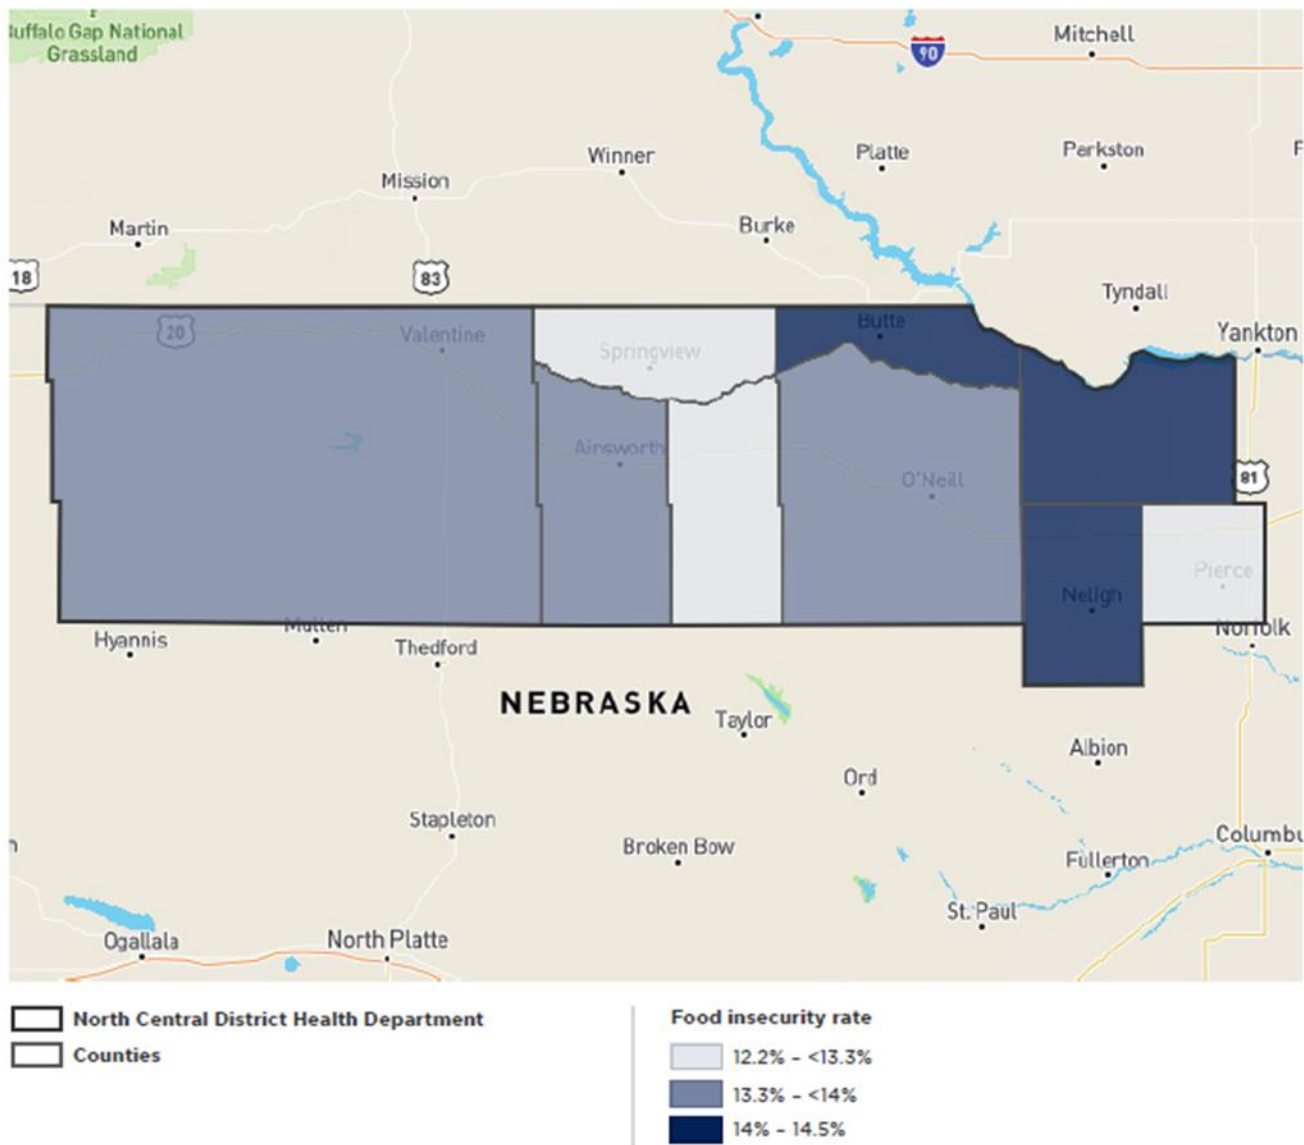 Buffalo Gap National
Grassland
90
Mitchell
Winner
Platte
Parkston
Mission
Martin
Burke
18
83
Tyndall
20
Valentine
Butte
Yankton
Springview
Ainsworth
O'Neill
81
Pierce
Neligh
Hyannis
Mullen
Thedford
Norfolk
NEBRASKA
Taylor
Albion
Ord
Stapleton
Broken Bow
Columbu
Fullerton
St. Paul
Ogallala
North Platte
North Central District Health Department
Counties
Food insecurity rate
12.2% – <13.3%
13.3% – <14%
14% – 14.5%